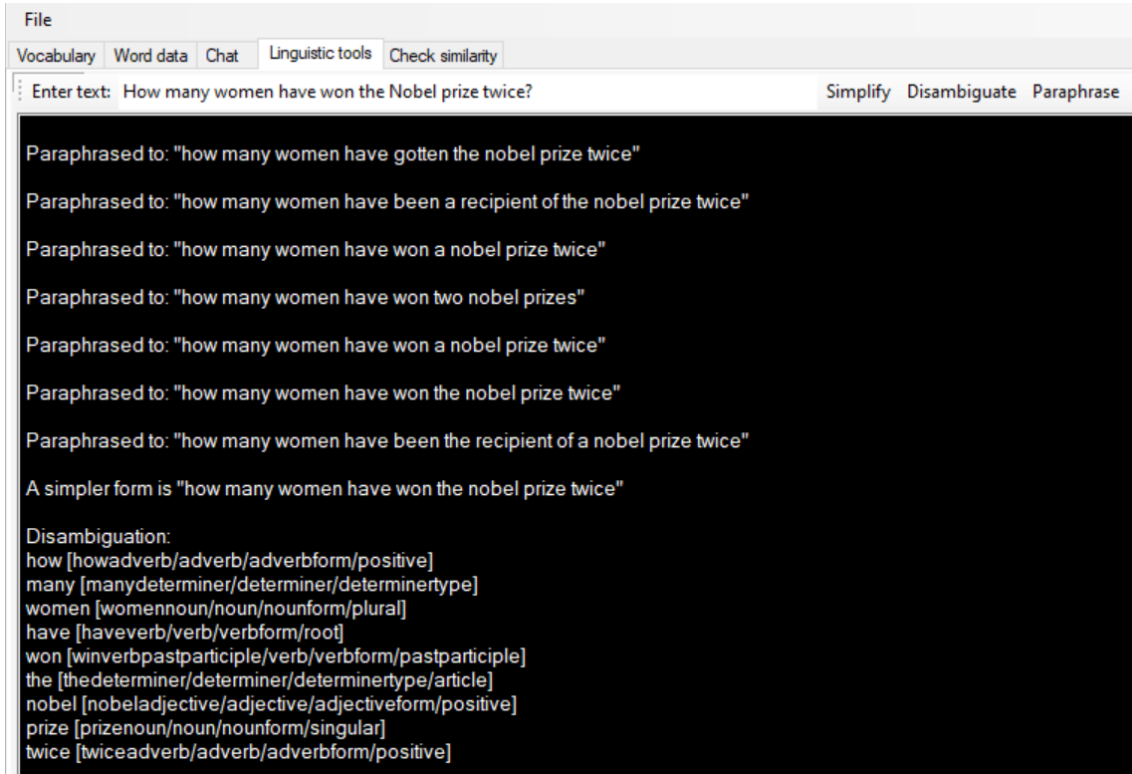 File
Vocabulary Word data Chat Linguistic tools Check similarity
Enter text: How many women have won the Nobel prize twice? Simplify Disambiguate Paraphrase
Paraphrased to: "how many women have gotten the nobel prize twice"
Paraphrased to: "how many women have been a recipient of the nobel prize twice"
Paraphrased to: "how many women have won a nobel prize twice"
Paraphrased to: "how many women have won two nobel prizes"
Paraphrased to: "how many women have won a nobel prize twice"
Paraphrased to: "how many women have won the nobel prize twice"
Paraphrased to: "how many women have been the recipient of a nobel prize twice"
A simpler form is "how many women have won the nobel prize twice"
Disambiguation:
how [howadverb/adverb/adverbform/positive]
many [manydeterminer/determiner/determinertype]
women [womennoun/noun/nounform/plural]
have [haveverb/verb/verbform/root]
won [winverbpastparticiple/verb/verbform/pastparticiple]
the [thedeterminer/determiner/determinertype/article]
nobel [nobeladjective/adjective/adjectiveform/positive]
prize [prizenoun/noun/nounform/singular]
twice [twiceadverb/adverb/adverbform/positive]